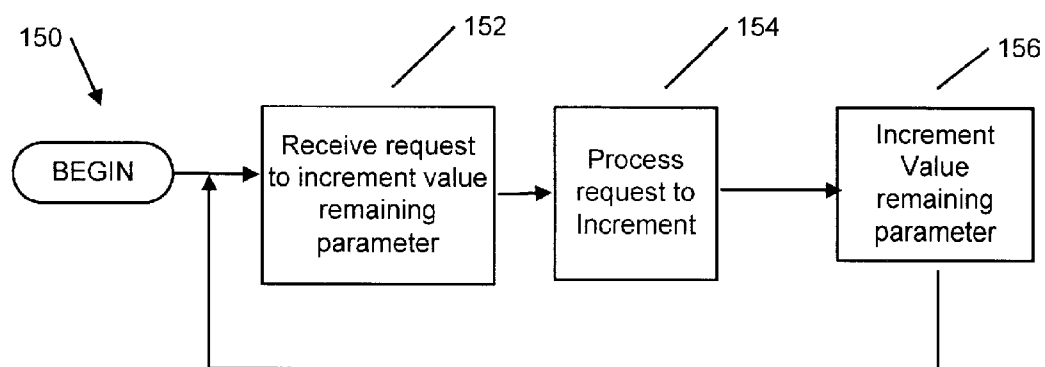 150
152
154
156
BEGIN
Receive request
to increment value
remaining
parameter
Process
request to
Increment
Increment
Value
remaining
parameter